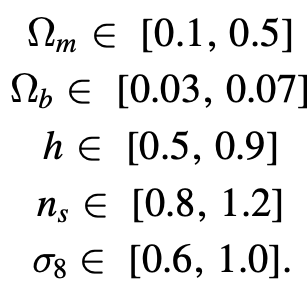 Ωₘ ∈ [0.1, 0.5]
Ω_b ∈ [0.03, 0.07]
h ∈ [0.5, 0.9]
nₛ ∈ [0.8, 1.2]
σ₈ ∈ [0.6, 1.0].